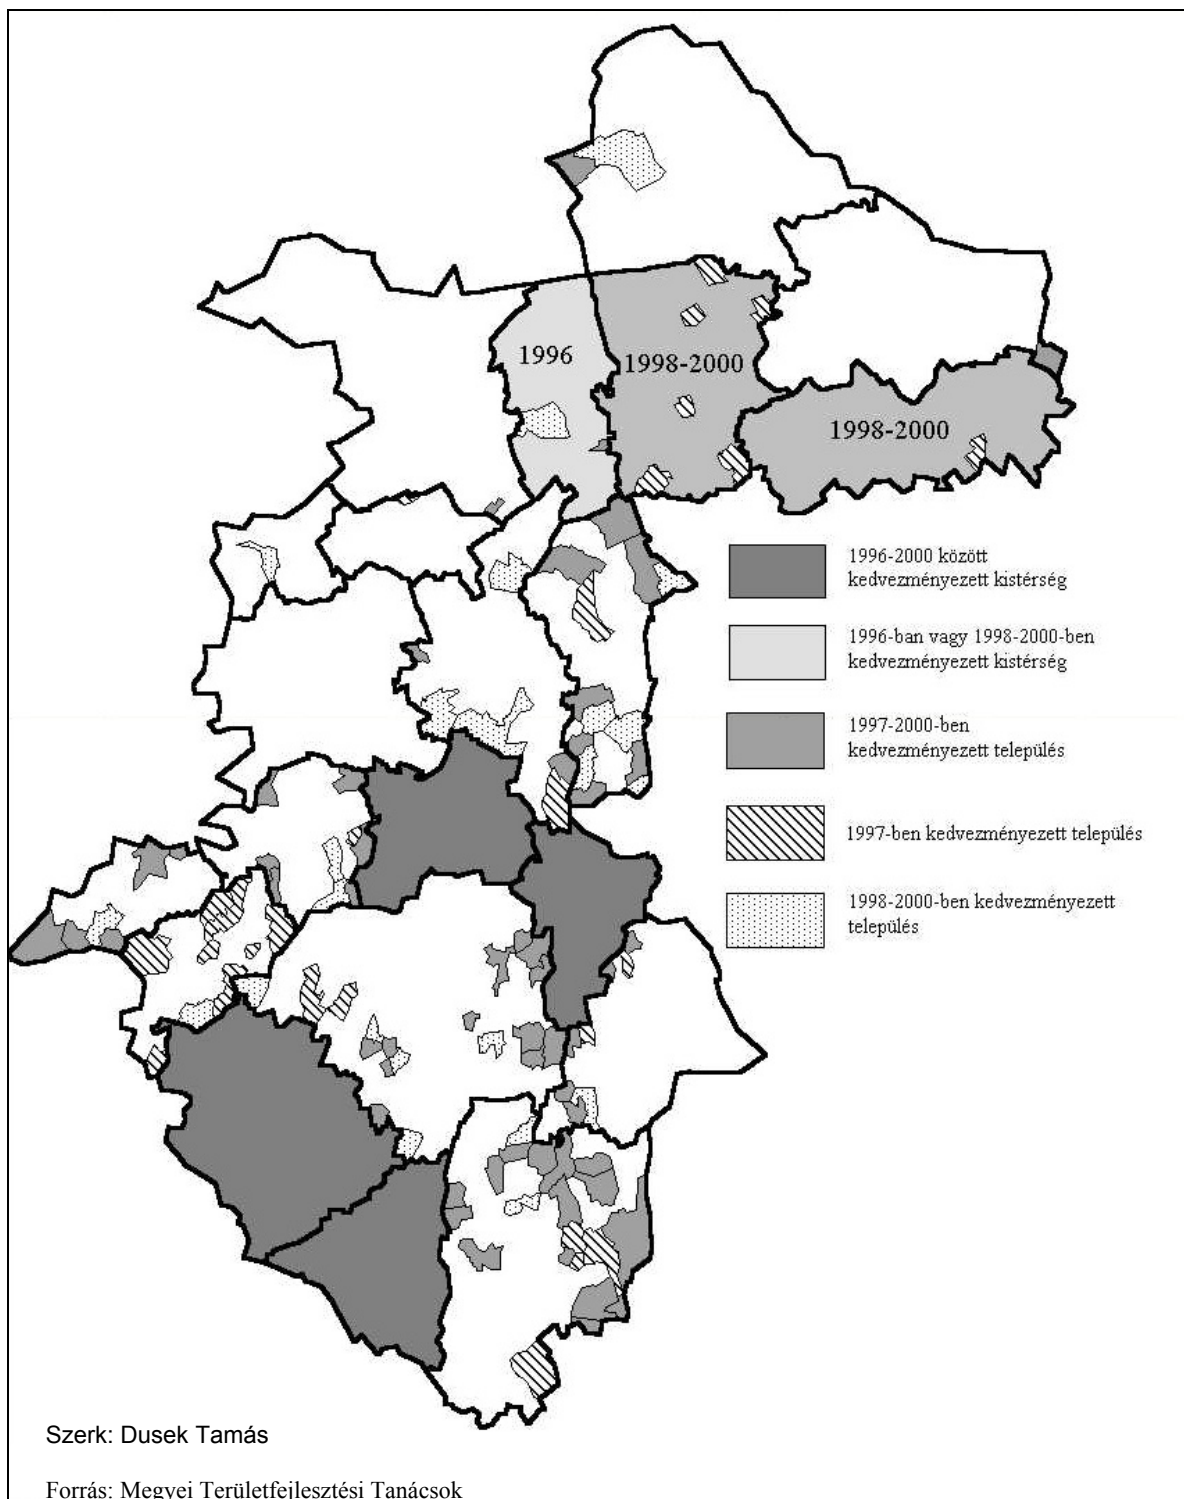 1996
1998-2000
1998-2000
1996-2000 között
kedvezményezett kistérség
1996-ban vagy 1998-2000-ben
kedvezményezett kistérség
1997-2000-ben
kedvezményezett település
1997-ben kedvezményezett település
1998-2000-ben kedvezményezett
település
Szerk: Dusek Tamás
Forrás: Megyei Területfejlesztési Tanácsok